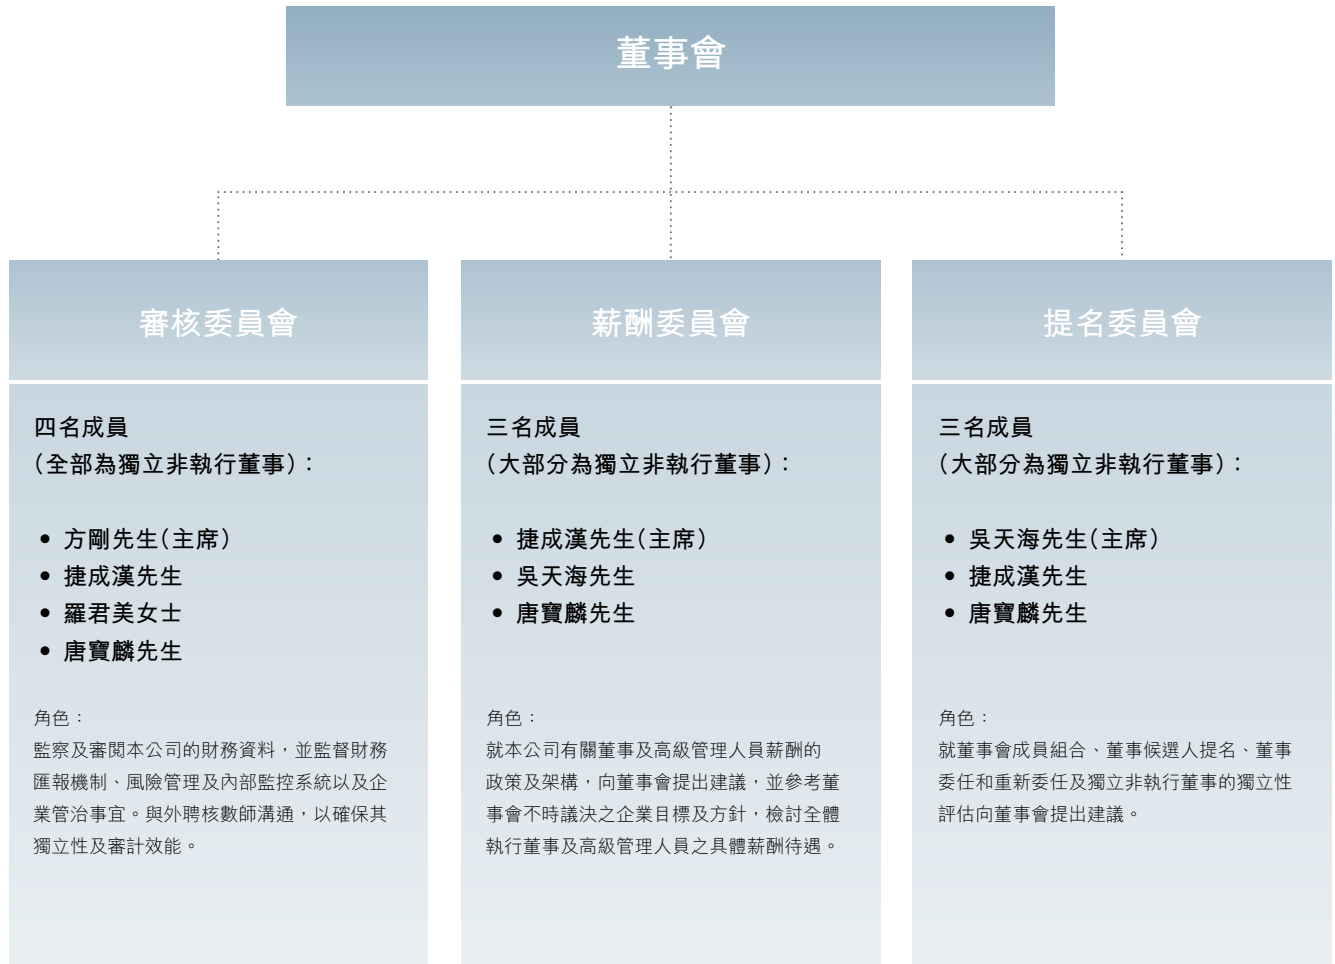 董事會
審核委員會
四名成員
（全部為獨立非執行董事）：
• 方剛先生（主席）
• 捷成漢先生
• 羅君美女士
• 唐寶麟先生
角色：
監察及審閱本公司的財務資料，並監督財務
匯報機制、風險管理及內部監控系統以及企
業管治事宜。與外聘核數師溝通，以確保其
獨立性及審計效能。
薪酬委員會
三名成員
（大部分為獨立非執行董事）：
• 捷成漢先生（主席）
• 吳天海先生
• 唐寶麟先生
角色：
就本公司有關董事及高級管理人員薪酬的
政策及架構，向董事會提出建議，並參考董
事會不時議決之企業目標及方針，檢討全體
執行董事及高級管理人員之具體薪酬待遇。
提名委員會
三名成員
（大部分為獨立非執行董事）：
• 吳天海先生（主席）
• 捷成漢先生
• 唐寶麟先生
角色：
就董事會成員組合、董事候選人提名、董事
委任和重新委任及獨立非執行董事的獨立性
評估向董事會提出建議。